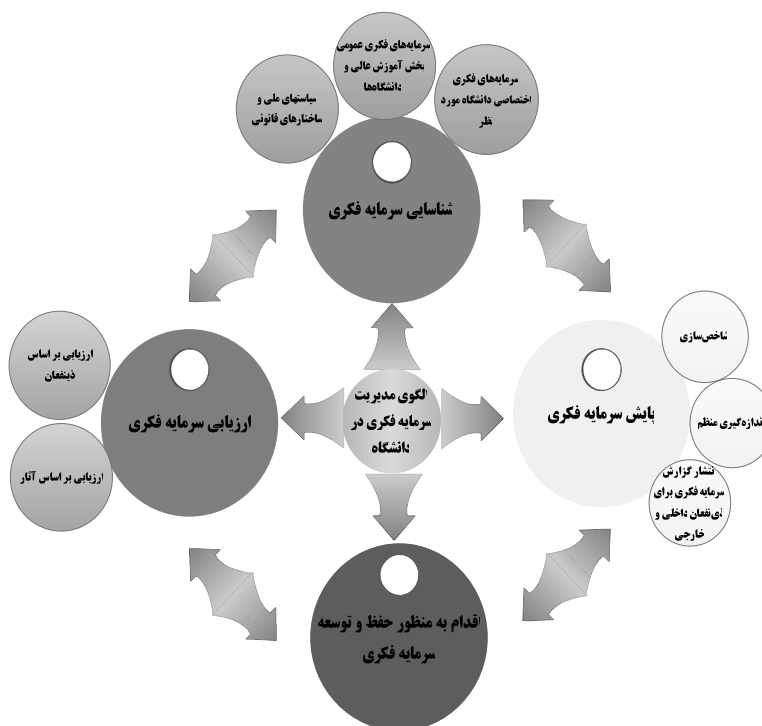 سرمایه‌های فکری عمومی
بخش آموزش عالی و
دانشگاه‌ها
سرمایه‌های فکری
اختصاصی دانشگاه مورد
نظر
سیاستهای ملی و
ساختارهای قانونی
شناسایی سرمایه فکری
شاخص‌سازی
اندازه‌گیری منظم
انتشار گزارش
سرمایه فکری برای
ذی‌نفعان داخلی و
خارجی
پایش سرمایه فکری
الگوی مدیریت
سرمایه فکری در
دانشگاه
ارزیابی سرمایه فکری
ارزیابی بر اساس
ذینفعان
ارزیابی بر اساس آثار
اقدام به منظور حفظ و توسعه
سرمایه فکری